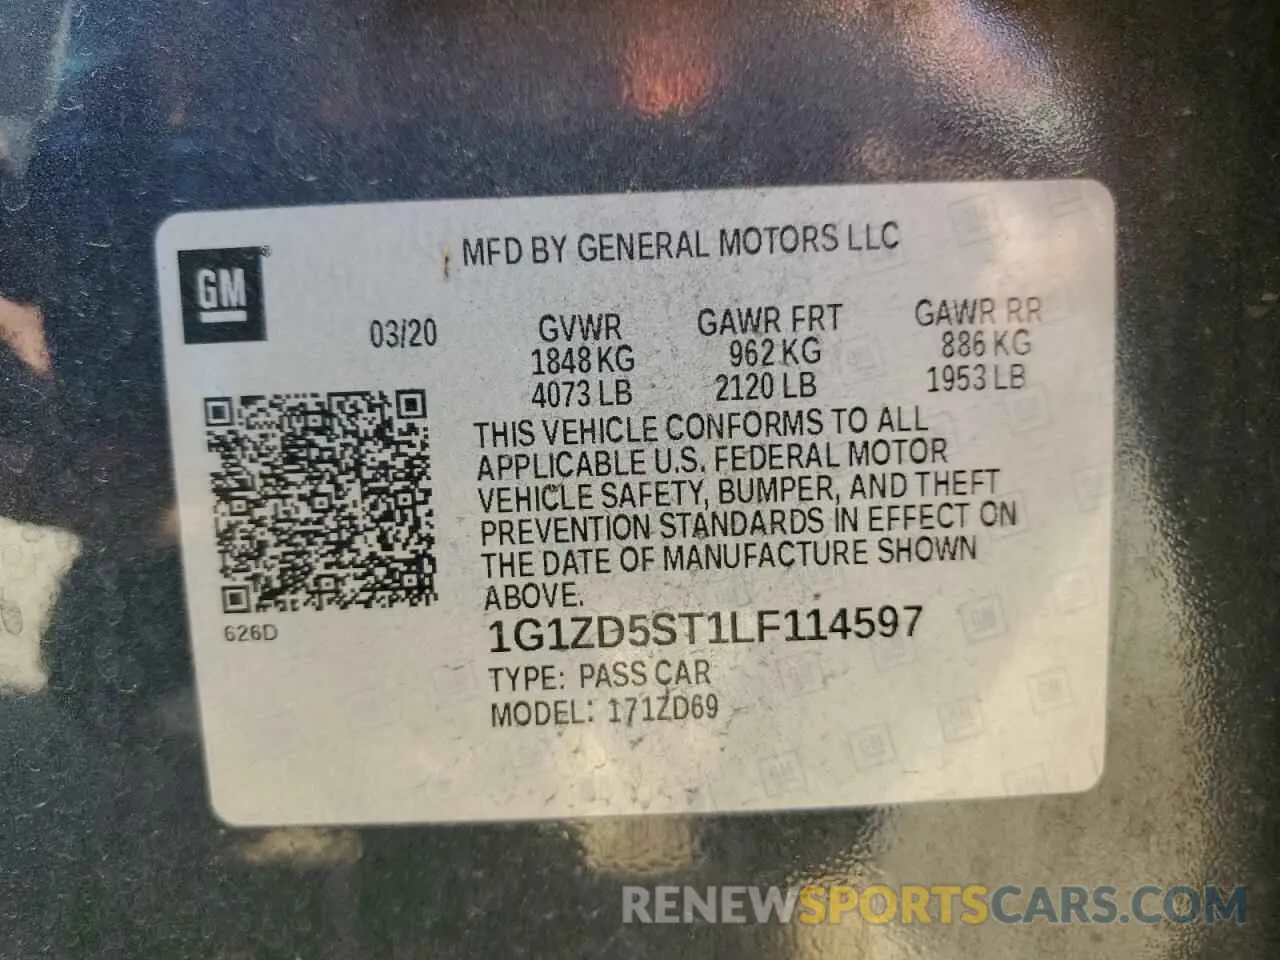 MFD BY GENERAL MOTORS LLC
GM®
03/20
GVWR GAWR FRT GAWR RR
1848 KG 962 KG 886 KG
4073 LB 2120 LB 1953 LB
THIS VEHICLE CONFORMS TO ALL
APPLICABLE U.S. FEDERAL MOTOR
VEHICLE SAFETY, BUMPER, AND THEFT
PREVENTION STANDARDS IN EFFECT ON
THE DATE OF MANUFACTURE SHOWN
ABOVE.
626D
1G1ZD5ST1LF114597
TYPE: PASS CAR
MODEL: 171ZD69
RENEWSPORTSCARS.COM